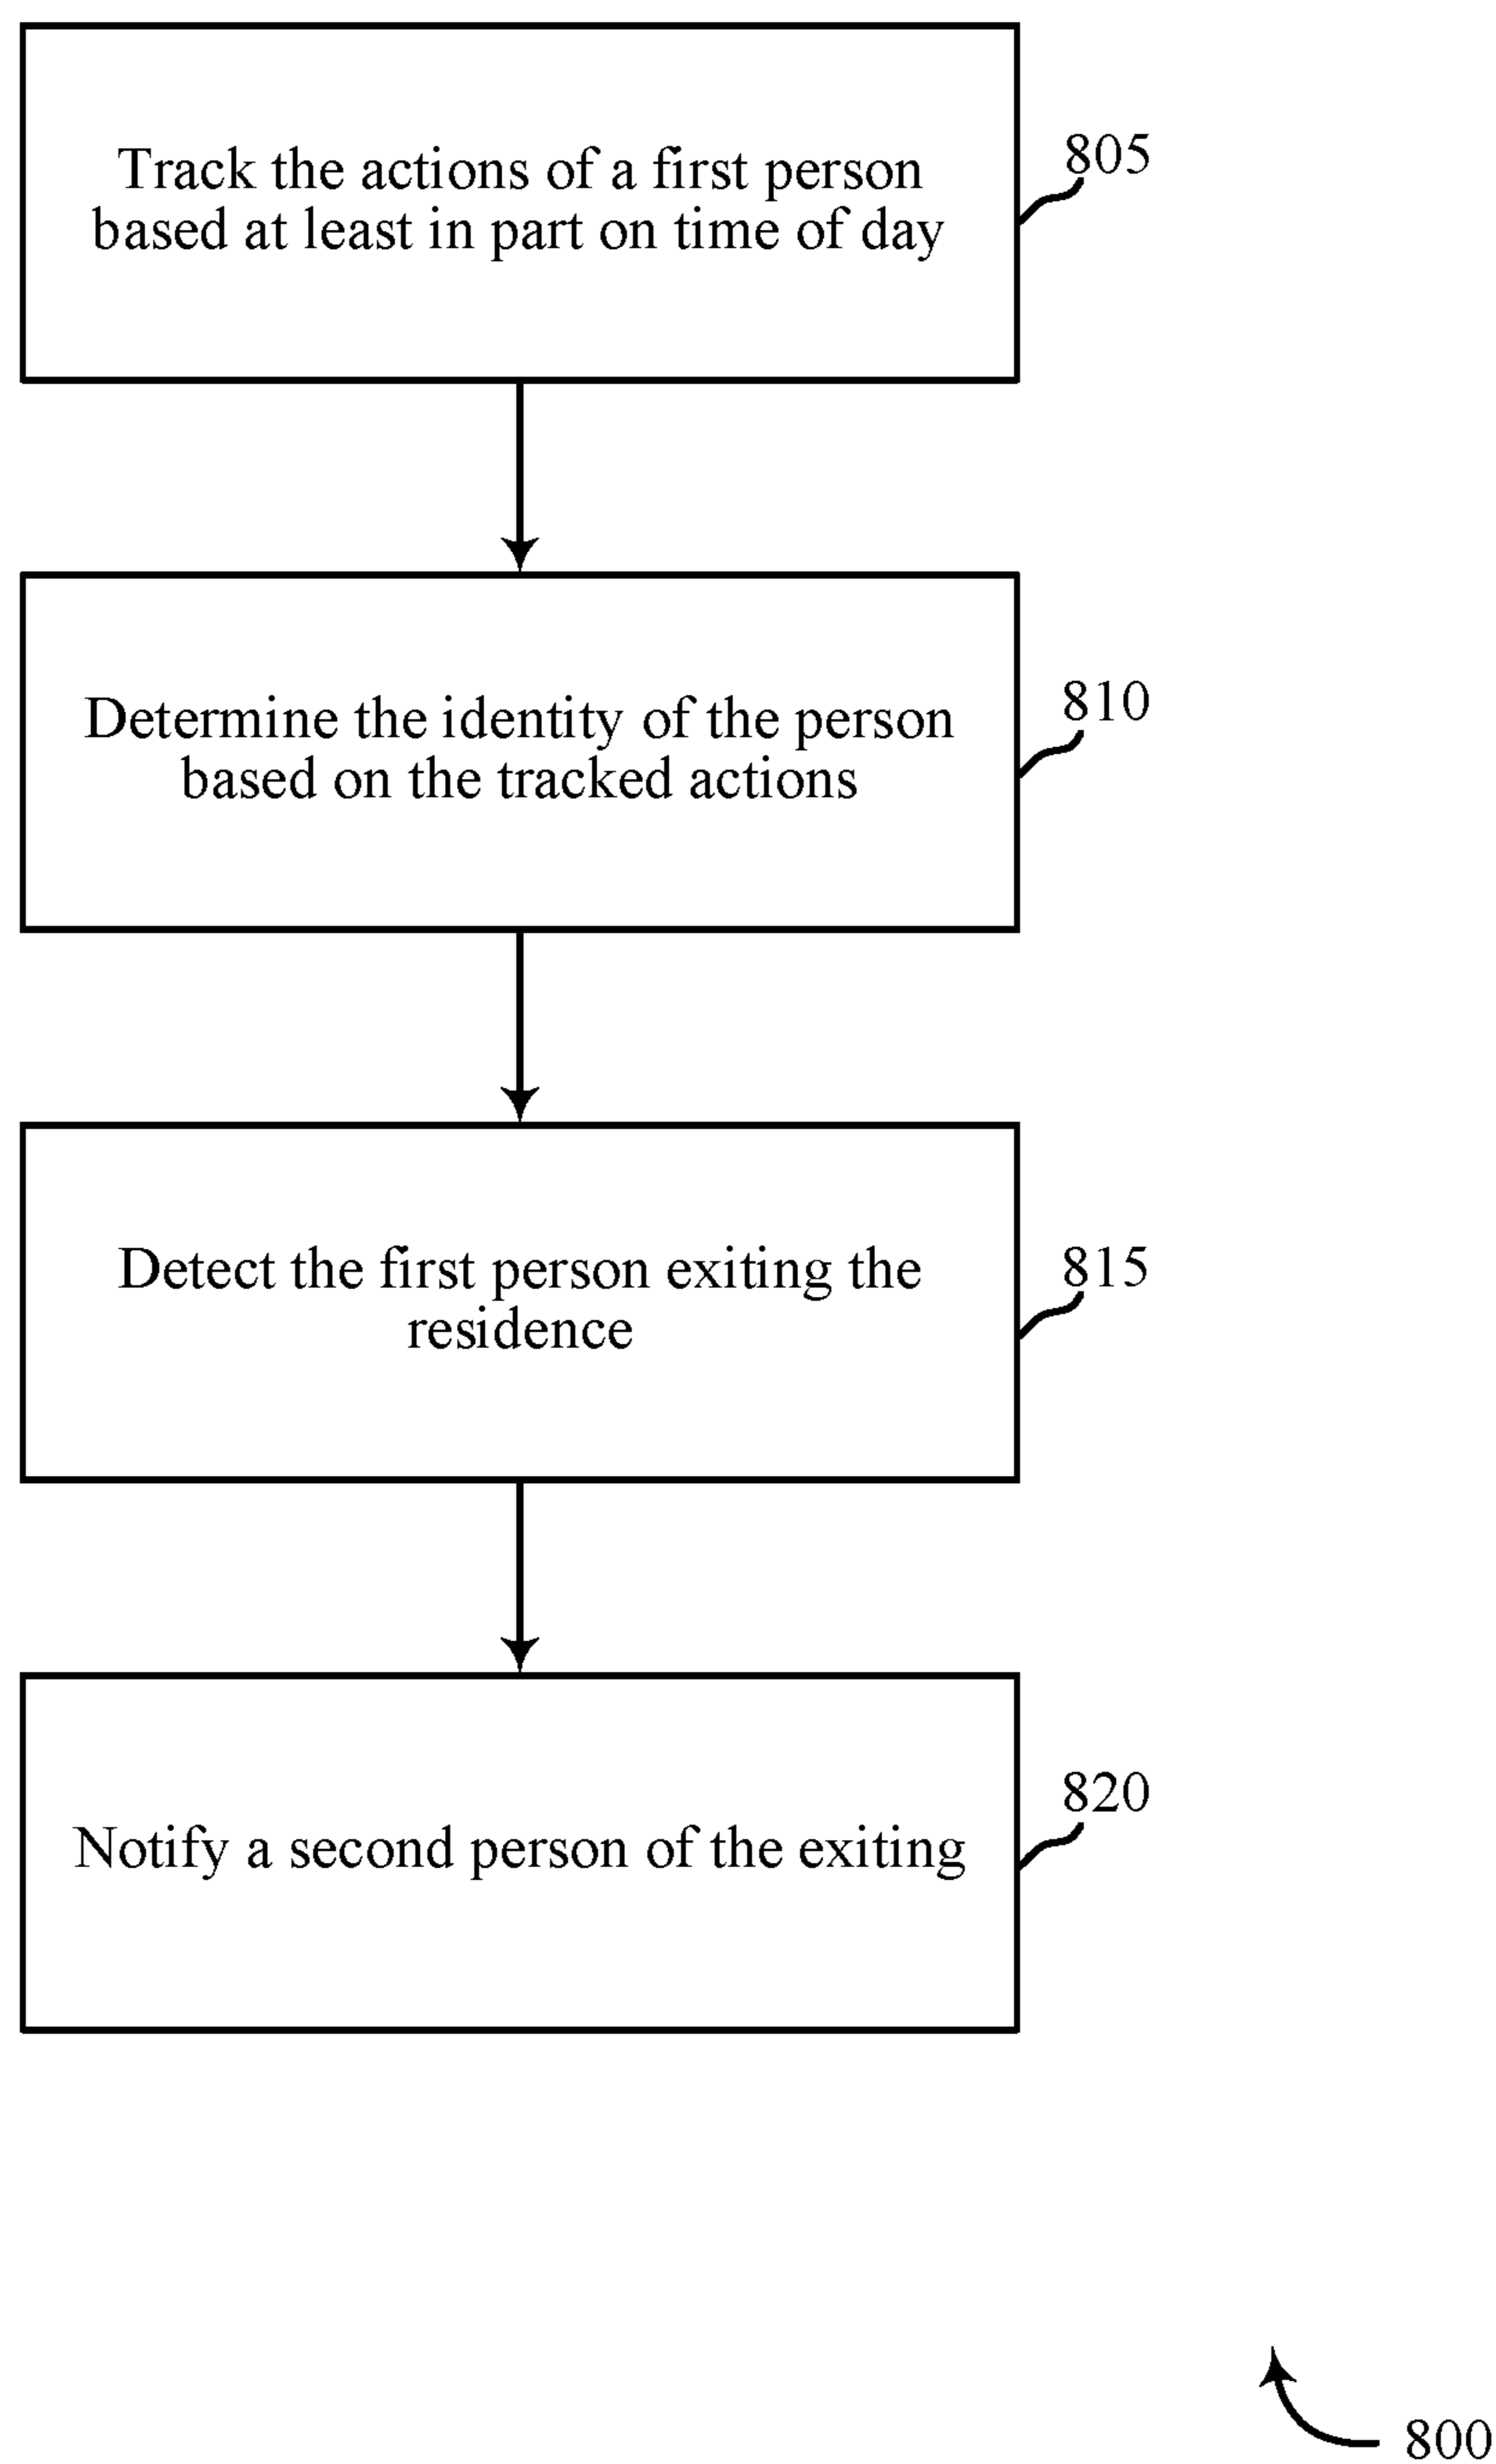 Track the actions of a first person
based at least in part on time of day
805
Determine the identity of the person
based on the tracked actions
810
Detect the first person exiting the
residence
815
Notify a second person of the exiting
820
800